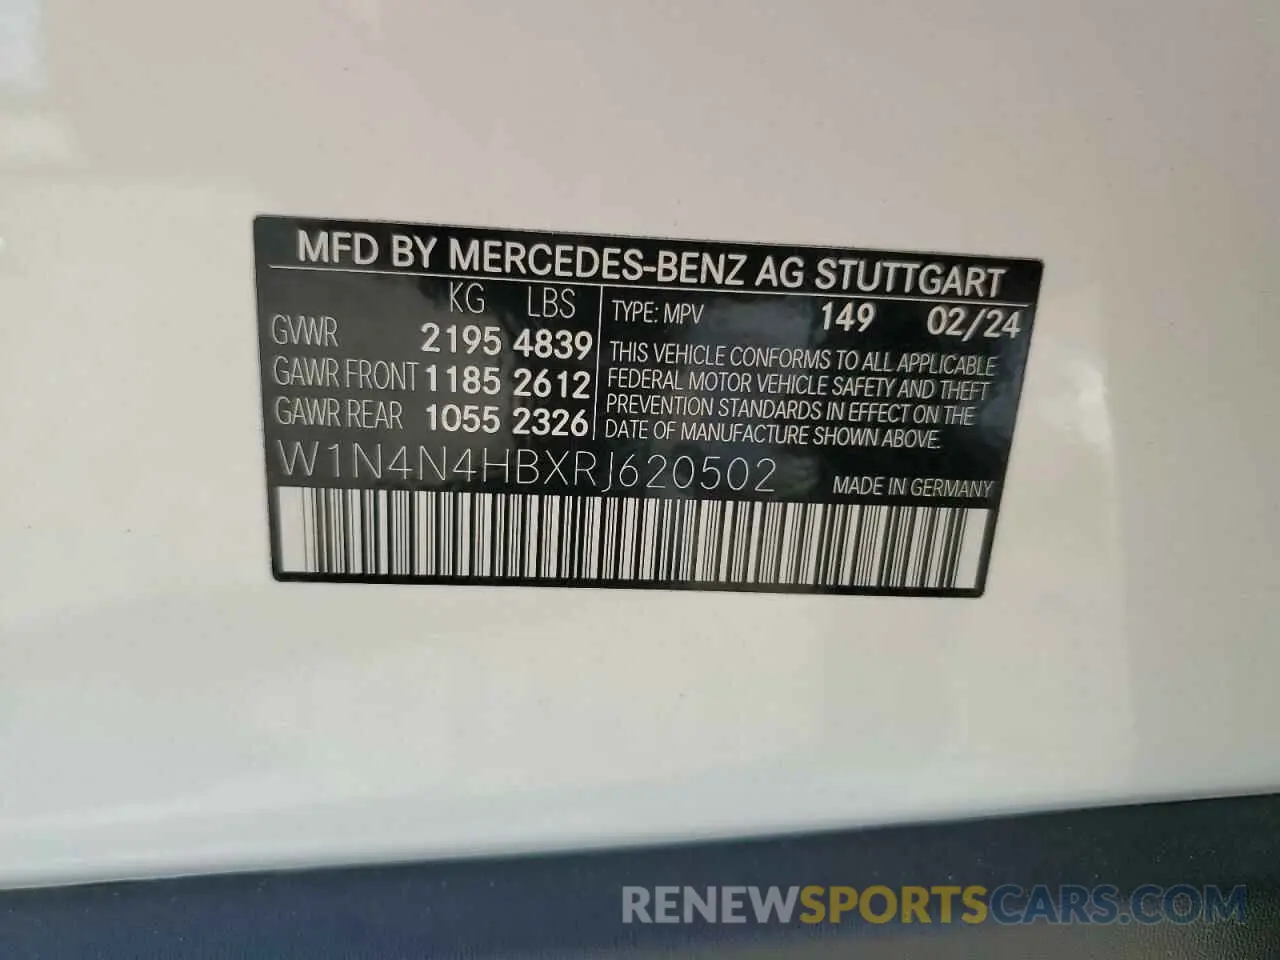 MFD BY MERCEDES-BENZ AG STUTTGART
KG LBS
GVWR 2195 4839
GAWR FRONT 1185 2612
GAWR REAR 1055 2326
TYPE: MPV 149 02/24
THIS VEHICLE CONFORMS TO ALL APPLICABLE
FEDERAL MOTOR VEHICLE SAFETY AND THEFT
PREVENTION STANDARDS IN EFFECT ON THE
DATE OF MANUFACTURE SHOWN ABOVE.
W1N4N4HBXRJ620502
MADE IN GERMANY
RENEWSPORTSCARS.COM